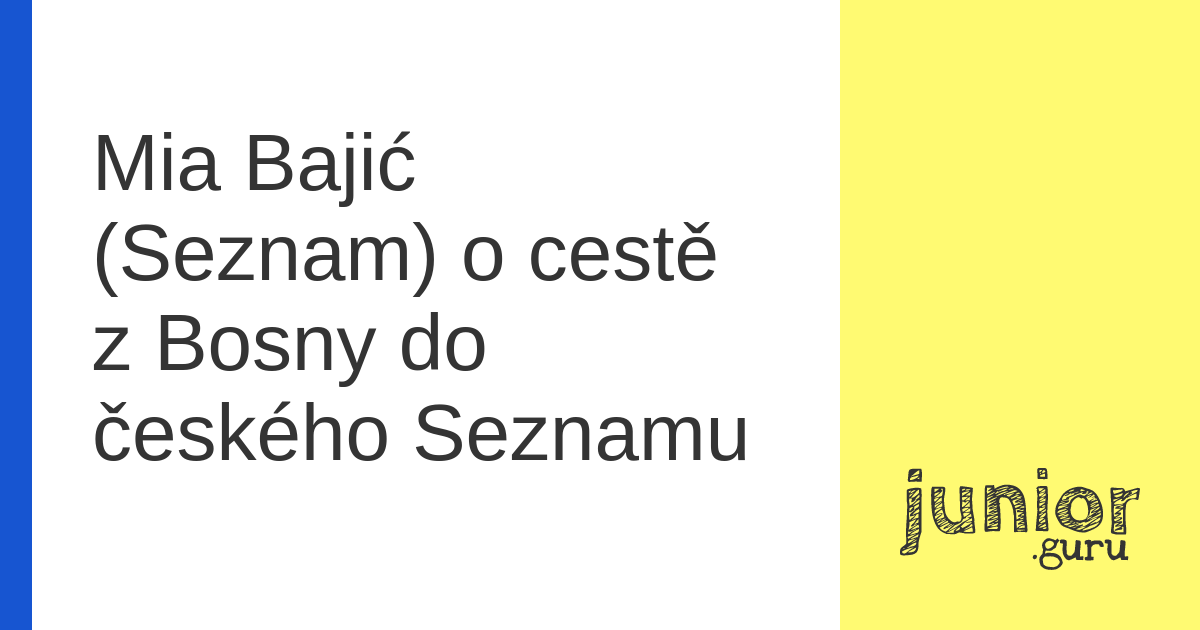 Mia Bajić
(Seznam) o cestě
z Bosny do
českého Seznamu
junior
.guru